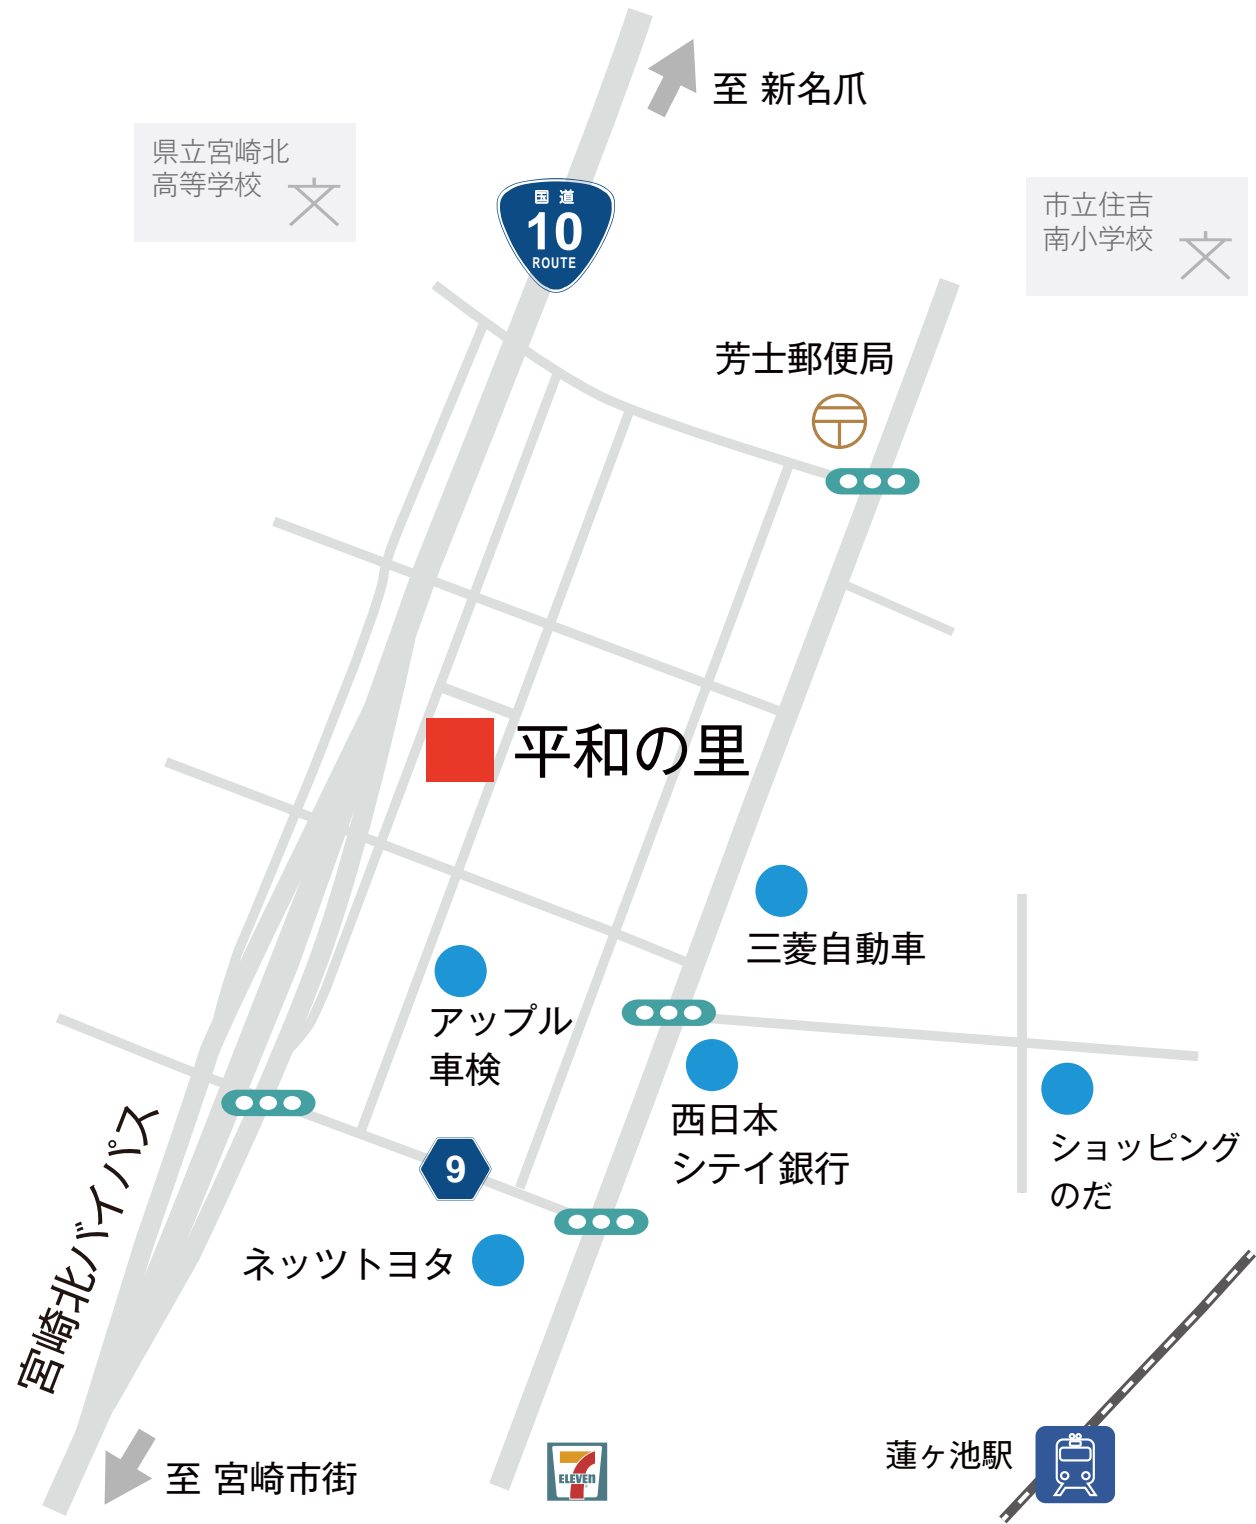 至 新名爪
県立宮崎北
高等学校
国道
10
ROUTE
市立住吉
南小学校
芳士郵便局
平和の里
三菱自動車
アップル
車検
西日本
シテイ銀行
ショッピング
のだ
9
ネッツトヨタ
宮崎北バイパス
至 宮崎市街
7
ELEVEn
蓮ヶ池駅